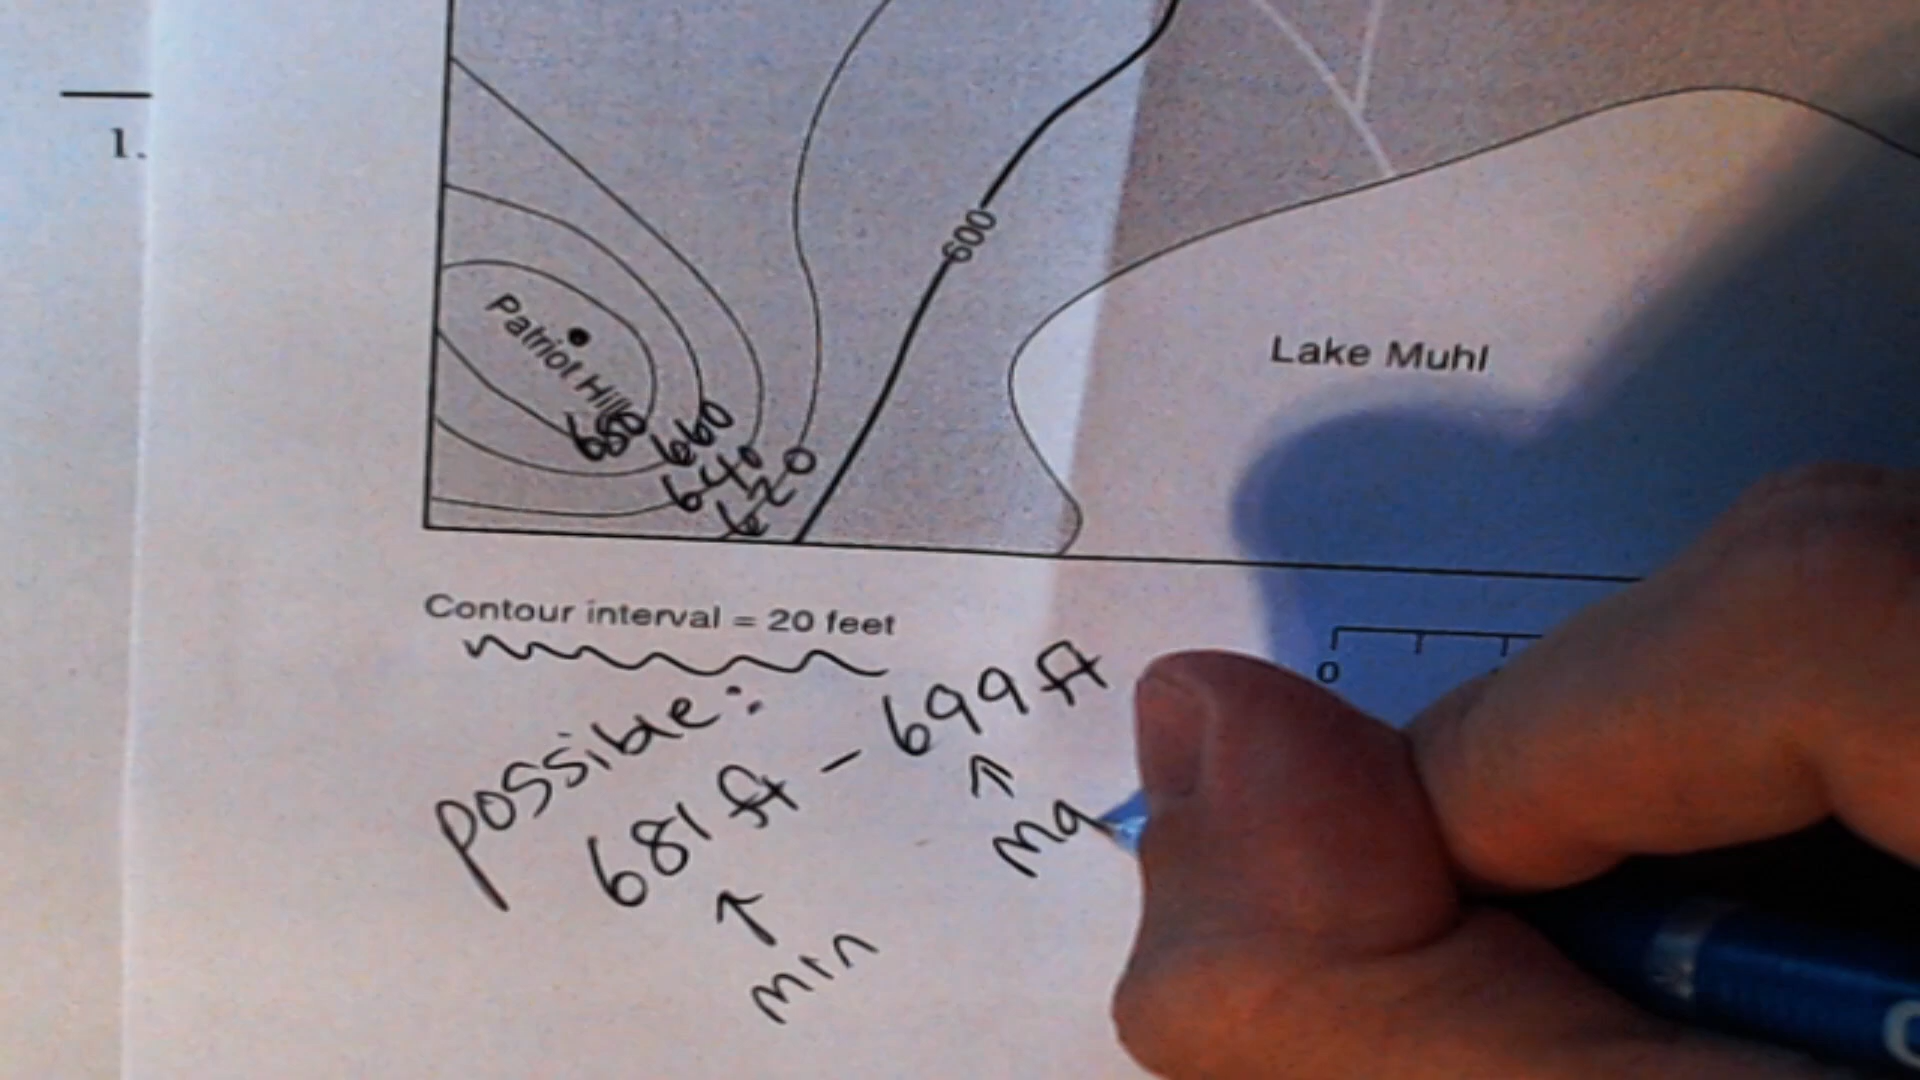 1.
600
Patriot Hill
680
660
640
620
Lake Muhl
Contour interval = 20 feet
0
possible:
681 ft - 699 ft
min
ma